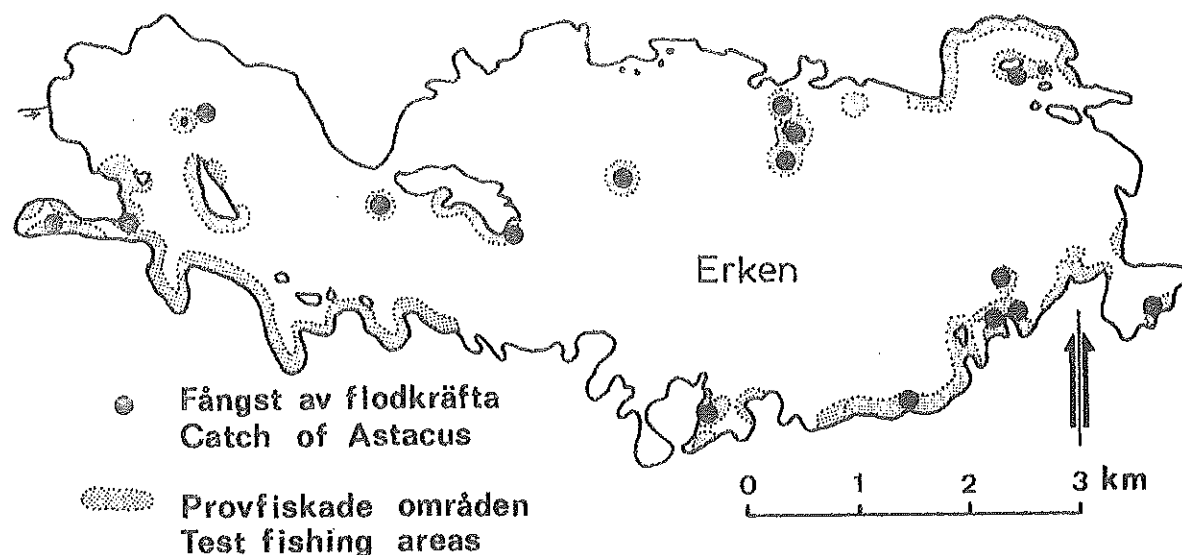 Erken
Fångst av flodkräfta
Catch of Astacus
Provfiskade områden
Test fishing areas
0 1 2 3 km